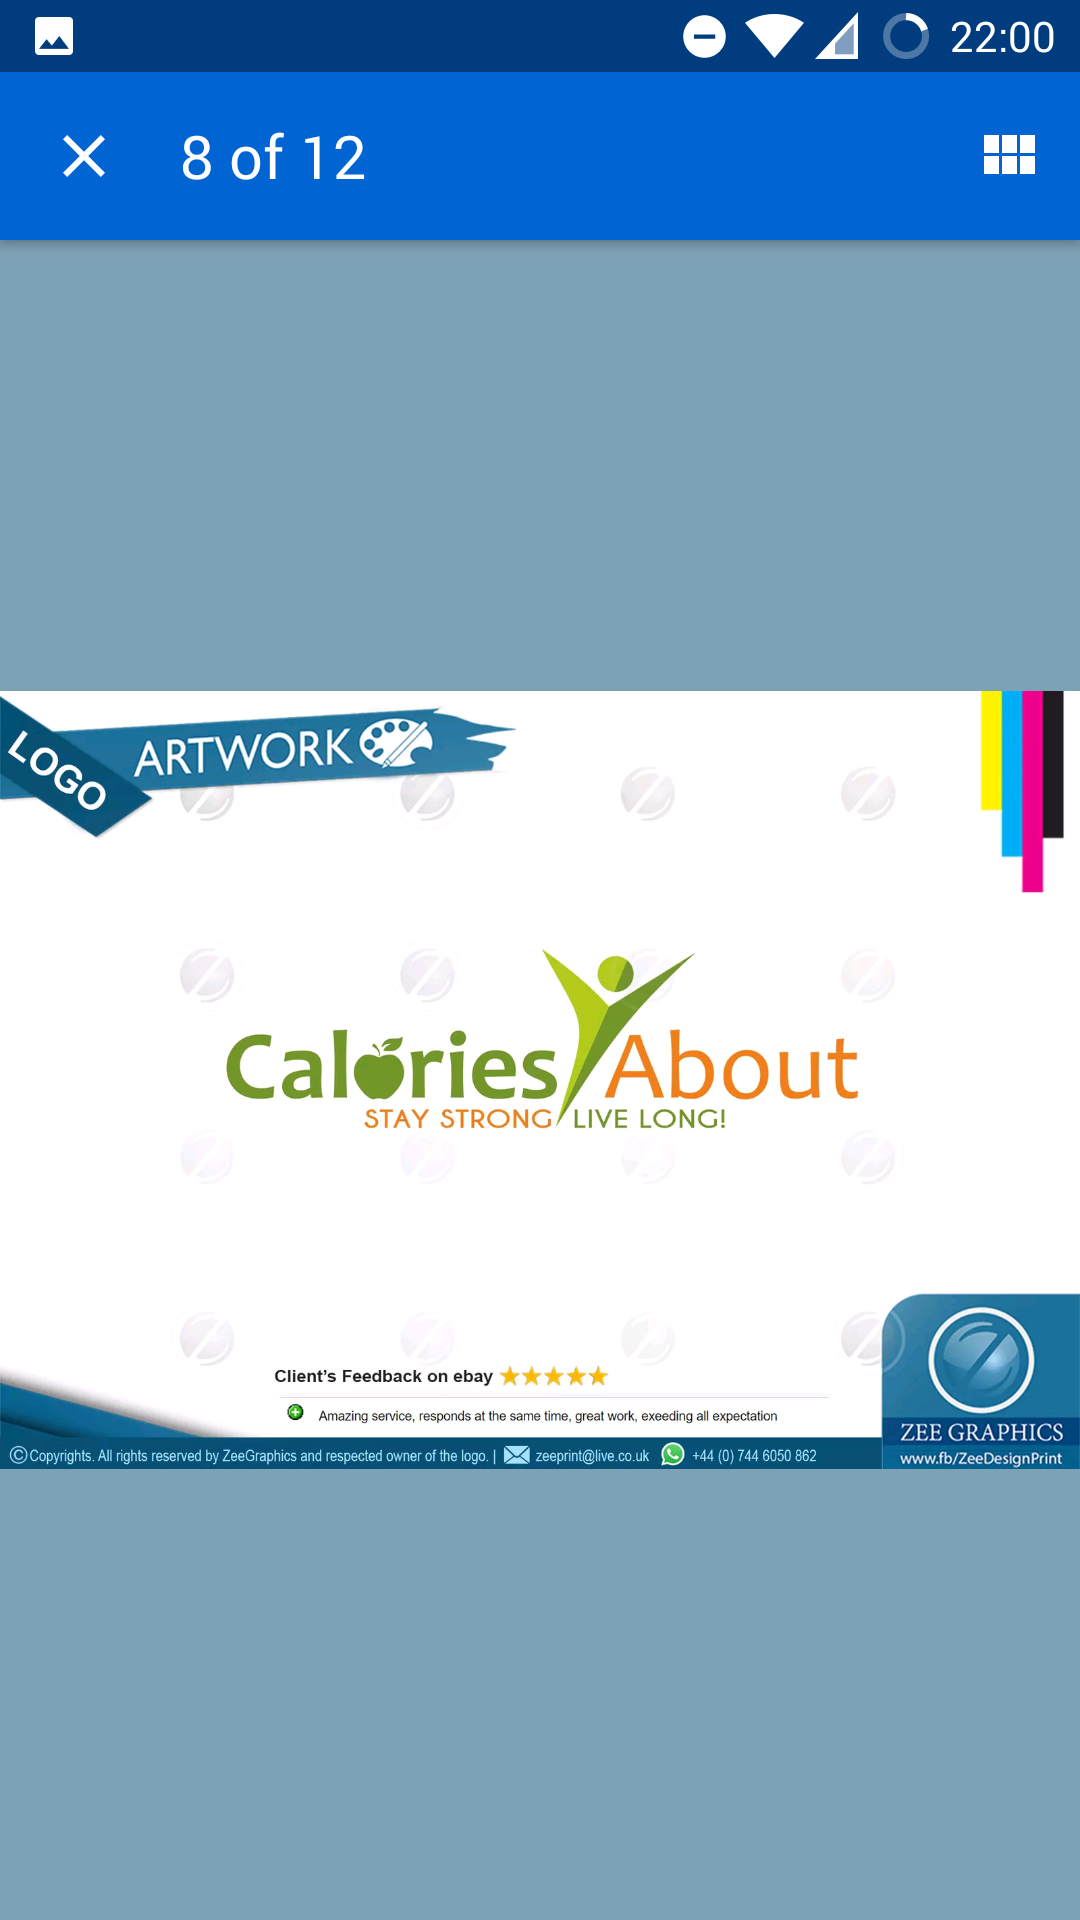 22:00
8 of 12
LOGO
ARTWORK
Calories About
STAY STRONG LIVE LONG!
Client's Feedback on ebay
Amazing service, responds at the same time, great work, exeeding all expectation
© Copyrights. All rights reserved by ZeeGraphics and respected owner of the logo. | zeeprint@live.co.uk +44 (0) 744 6050 862
ZEE GRAPHICS
www.fb/ZeeDesignPrint